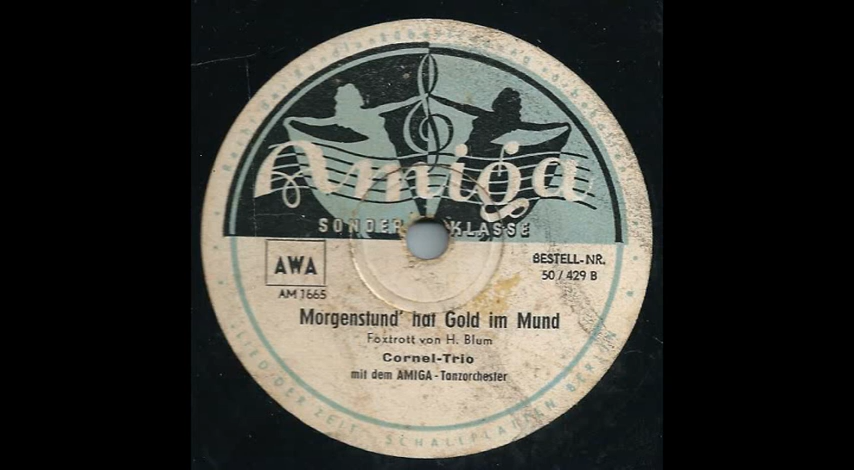 Amiga
SONDER KLASSE
AWA
BESTELL-NR.
50 / 429 B
AM 1665
Morgenstund' hat Gold im Mund
Foxtrott von H. Blum
Cornel-Trio
mit dem AMIGA - Tanzorchester
LIED DER ZEIT SCHALLPLATTEN BERLIN